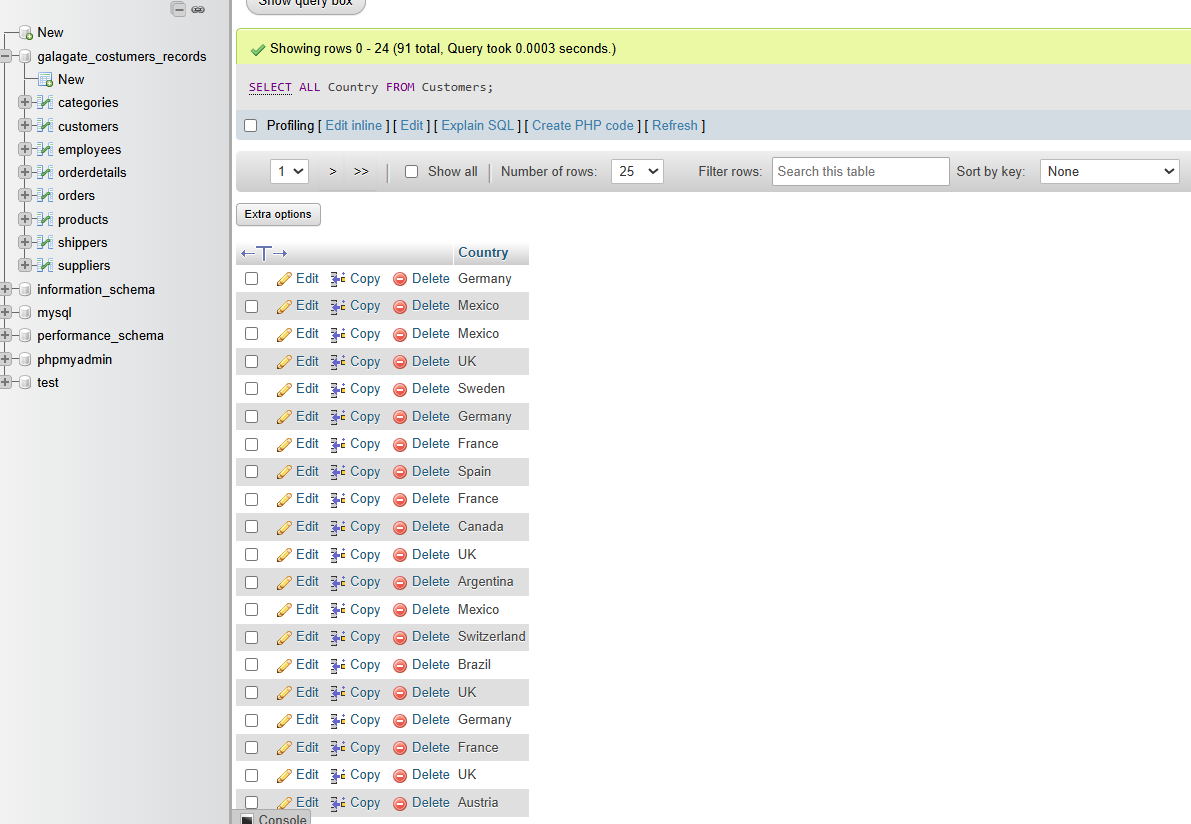 New
galagate_costumers_records
New
categories
customers
employees
orderdetails
orders
products
shippers
suppliers
information_schema
mysql
performance_schema
phpmyadmin
test
Show query box
Showing rows 0 - 24 (91 total, Query took 0.0003 seconds.)
SELECT ALL Country FROM Customers;
Profiling [ Edit inline ] [ Edit ] [ Explain SQL ] [ Create PHP code ] [ Refresh ]
1 > >> | Show all | Number of rows: 25 Filter rows: Search this table Sort by key: None
Extra options
←T→ Country
Edit Copy Delete Germany
Edit Copy Delete Mexico
Edit Copy Delete Mexico
Edit Copy Delete UK
Edit Copy Delete Sweden
Edit Copy Delete Germany
Edit Copy Delete France
Edit Copy Delete Spain
Edit Copy Delete France
Edit Copy Delete Canada
Edit Copy Delete UK
Edit Copy Delete Argentina
Edit Copy Delete Mexico
Edit Copy Delete Switzerland
Edit Copy Delete Brazil
Edit Copy Delete UK
Edit Copy Delete Germany
Edit Copy Delete France
Edit Copy Delete UK
Edit Copy Delete Austria
Console